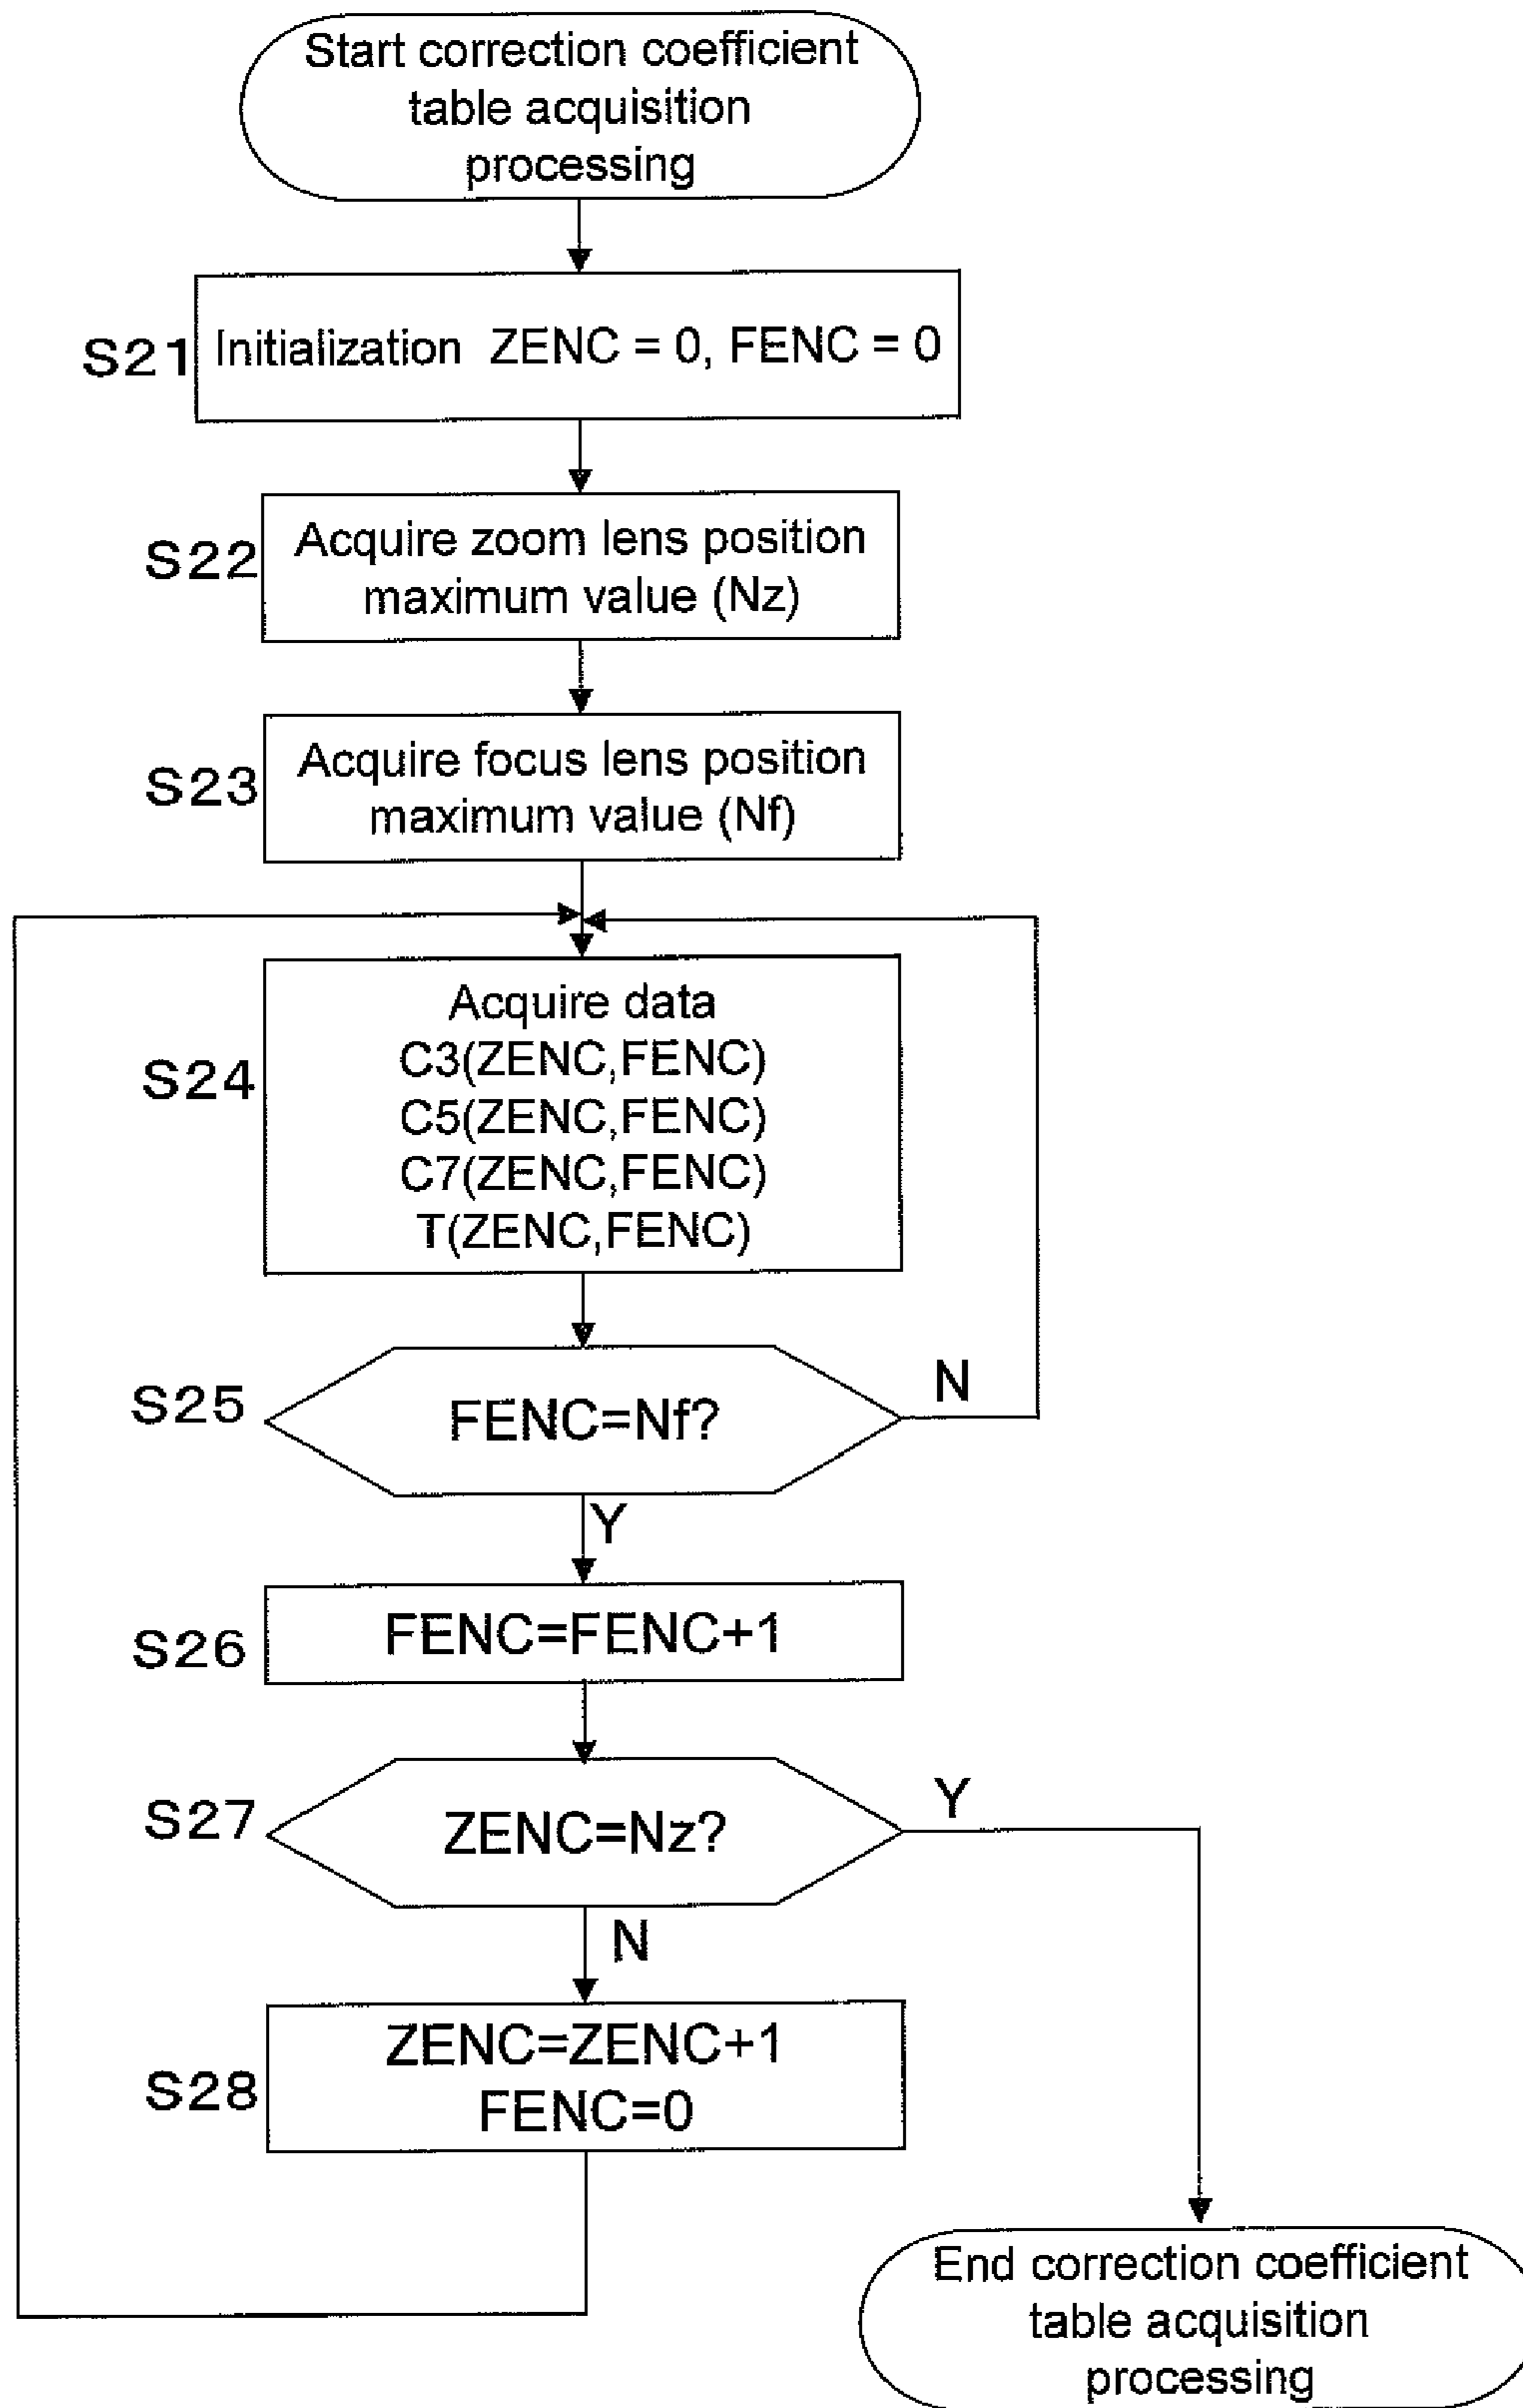 Start correction coefficient
table acquisition
processing
S21
Initialization ZENC = 0, FENC = 0
S22
Acquire zoom lens position
maximum value (Nz)
S23
Acquire focus lens position
maximum value (Nf)
S24
Acquire data
C3(ZENC,FENC)
C5(ZENC,FENC)
C7(ZENC,FENC)
T(ZENC,FENC)
S25
FENC=Nf?
N
Y
S26
FENC=FENC+1
S27
ZENC=Nz?
Y
N
S28
ZENC=ZENC+1
FENC=0
End correction coefficient
table acquisition
processing